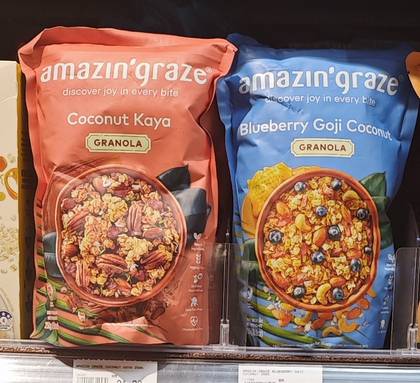 amazin'graze
discover joy in every bite
Coconut Kaya
GRANOLA
amazin'graze
discover joy in every bite
Blueberry Goji Coconut
GRANOLA